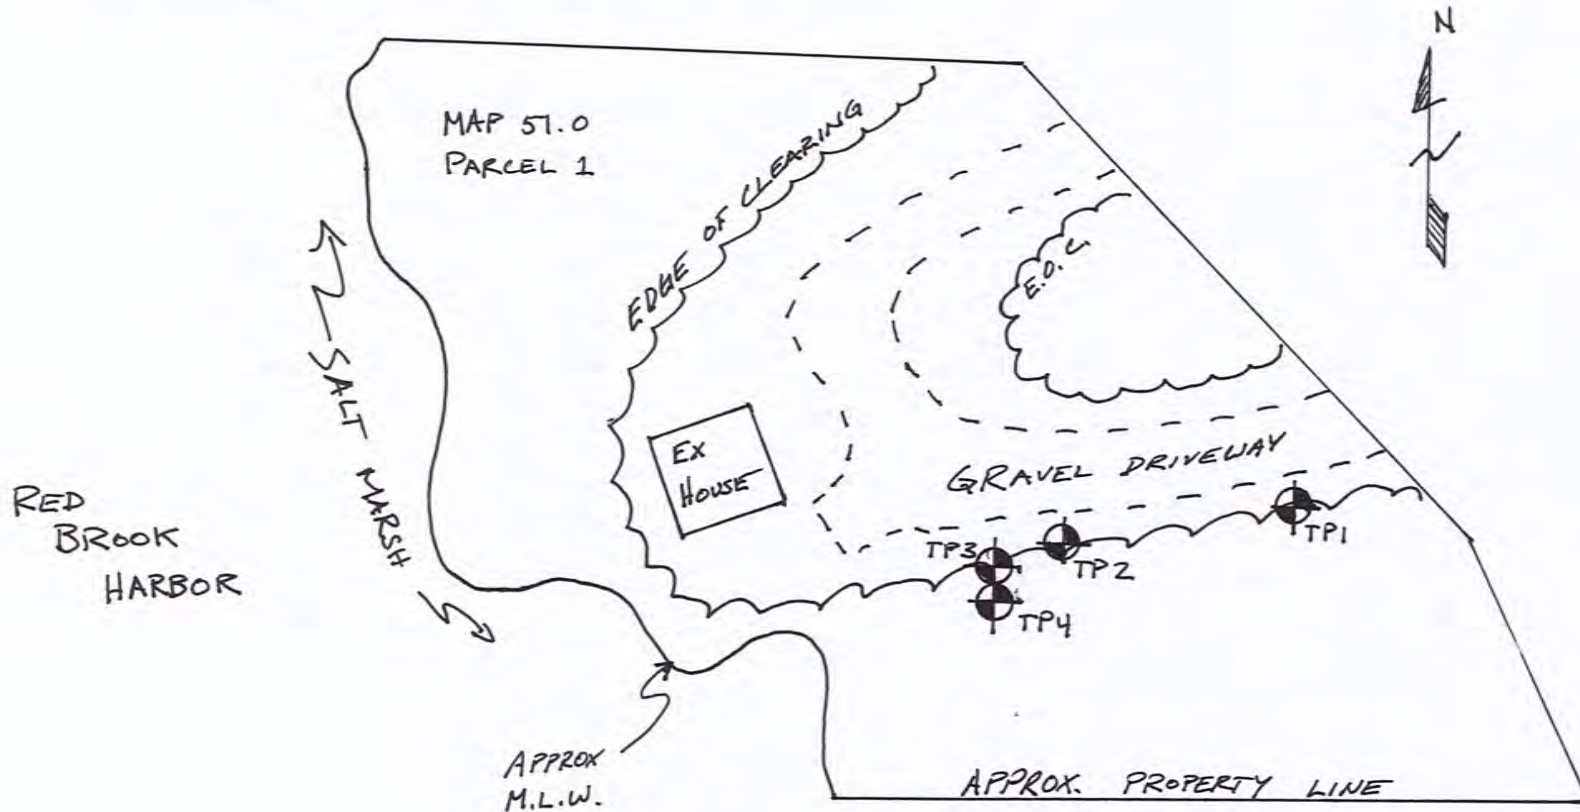 N
MAP 57.0
PARCEL 1
EDGE OF CLEARING
E.O.C.
SALT MARSH
EX
HOUSE
GRAVEL DRIVEWAY
RED
BROOK
HARBOR
TP1
TP2
TP3
TP4
APPROX
M.L.W.
APPROX. PROPERTY LINE